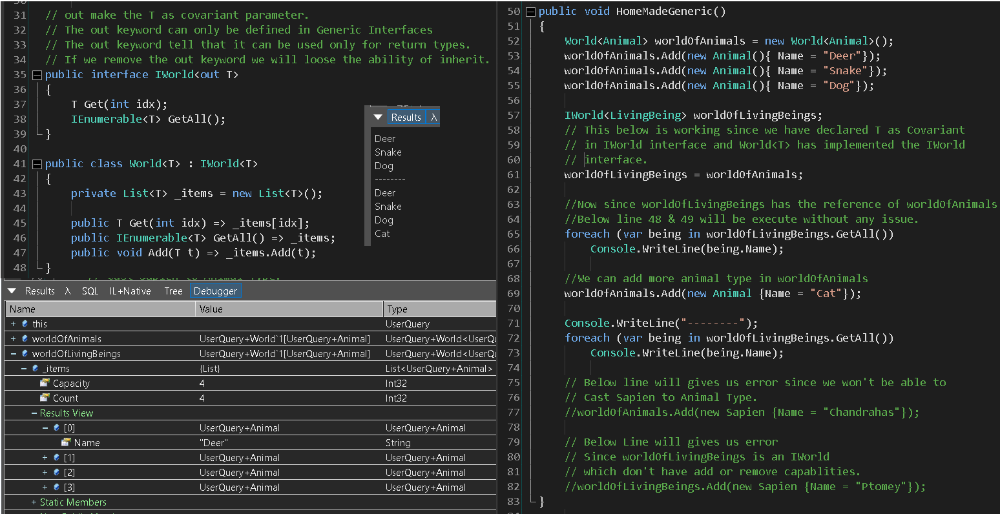 31 // out make the T as covariant parameter.
32 // The out keyword can only be defined in Generic Interfaces
33 // The out keyword tell that it can be used only for return types.
34 // If we remove the out keyword we will loose the ability of inherit.
35 public interface IWorld<out T>
36 {
37 T Get(int idx);
38 IEnumerable<T> GetAll();
39 }
40
41 public class World<T> : IWorld<T>
42 {
43 private List<T> _items = new List<T>();
44
45 public T Get(int idx) => _items[idx];
46 public IEnumerable<T> GetAll() => _items;
47 public void Add(T t) => _items.Add(t);
48 }
Results λ
Deer
Snake
Dog
--------
Deer
Snake
Dog
Cat
Results λ SQL IL+Native Tree Debugger
Name Value Type
+ this UserQuery
+ worldOfAnimals UserQuery+World`1[UserQuery+Animal] UserQuery+World<UserQu
− worldOfLivingBeings UserQuery+World`1[UserQuery+Animal] UserQuery+World<UserQu
− _items {List} List<UserQuery+Animal>
Capacity 4 Int32
Count 4 Int32
− Results View
− [0] UserQuery+Animal UserQuery+Animal
Name "Deer" String
+ [1] UserQuery+Animal UserQuery+Animal
+ [2] UserQuery+Animal UserQuery+Animal
+ [3] UserQuery+Animal UserQuery+Animal
+ Static Members
50 public void HomeMadeGeneric()
51 {
52 World<Animal> worldOfAnimals = new World<Animal>();
53 worldOfAnimals.Add(new Animal(){ Name = "Deer"});
54 worldOfAnimals.Add(new Animal(){ Name = "Snake"});
55 worldOfAnimals.Add(new Animal(){ Name = "Dog"});
56
57 IWorld<LivingBeing> worldOfLivingBeings;
58 // This below is working since we have declared T as Covariant
59 // in IWorld interface and World<T> has implemented the IWorld
60 // interface.
61 worldOfLivingBeings = worldOfAnimals;
62
63 //Now since worldOfLivingBeings has the reference of worldOfAnimals
64 //Below line 48 & 49 will be execute without any issue.
65 foreach (var being in worldOfLivingBeings.GetAll())
66 Console.WriteLine(being.Name);
67
68 //We can add more animal type in worldOfAnimals
69 worldOfAnimals.Add(new Animal {Name = "Cat"});
70
71 Console.WriteLine("--------");
72 foreach (var being in worldOfLivingBeings.GetAll())
73 Console.WriteLine(being.Name);
74
75 // Below line will gives us error since we won't be able to
76 // Cast Sapien to Animal Type.
77 //worldOfAnimals.Add(new Sapien {Name = "Chandrahas"});
78
79 // Below Line will gives us error
80 // Since worldOfLivingBeings is an IWorld
81 // which don't have add or remove capablities.
82 //worldOfLivingBeings.Add(new Sapien {Name = "Ptomey"});
83 }